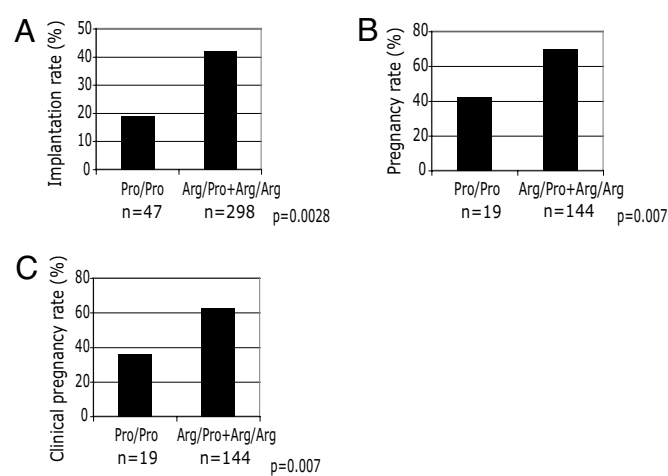 A
Implantation rate (%)
50
40
30
20
10
0
Pro/Pro Arg/Pro+Arg/Arg
n=47 n=298 p=0.0028
B
Pregnancy rate (%)
80
60
40
20
0
Pro/Pro Arg/Pro+Arg/Arg
n=19 n=144 p=0.007
C
Clinical pregnancy rate (%)
80
60
40
20
0
Pro/Pro Arg/Pro+Arg/Arg
n=19 n=144 p=0.007